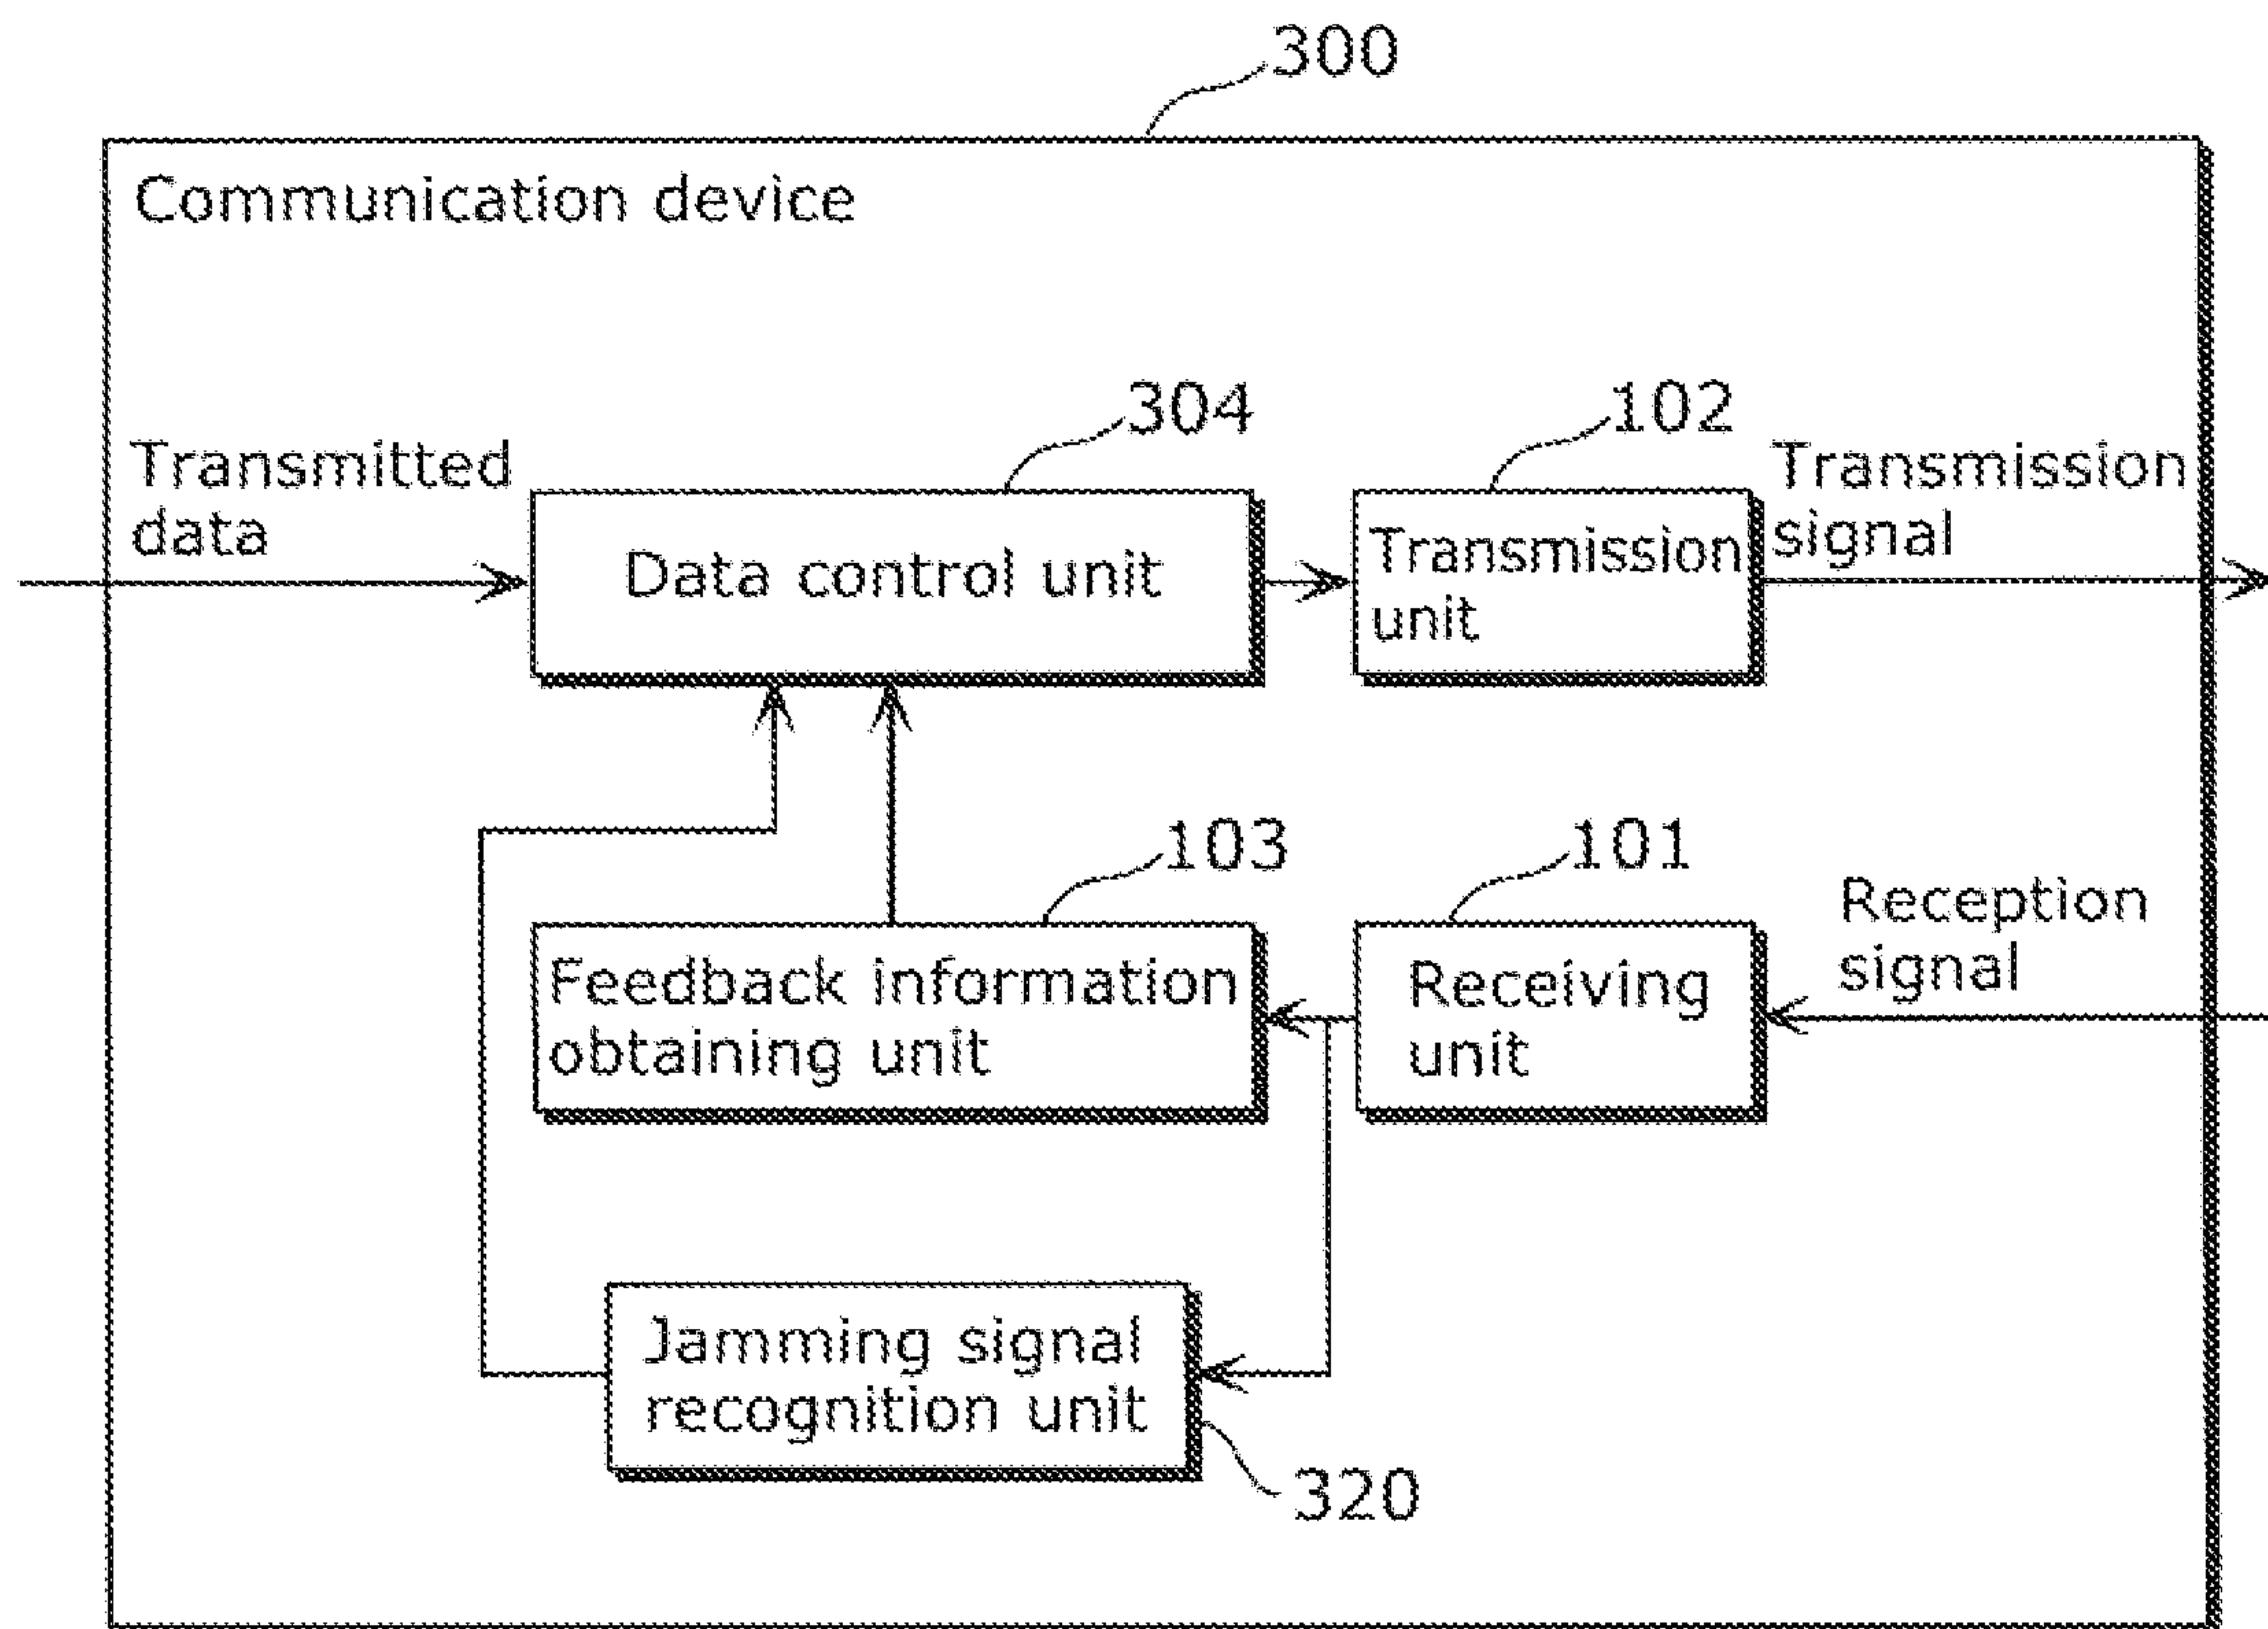 300
Communication device
304
102
Transmitted
data
Transmission
signal
Data control unit
Transmission
unit
103
101
Reception
signal
Feedback information
obtaining unit
Receiving
unit
Jamming signal
recognition unit
320